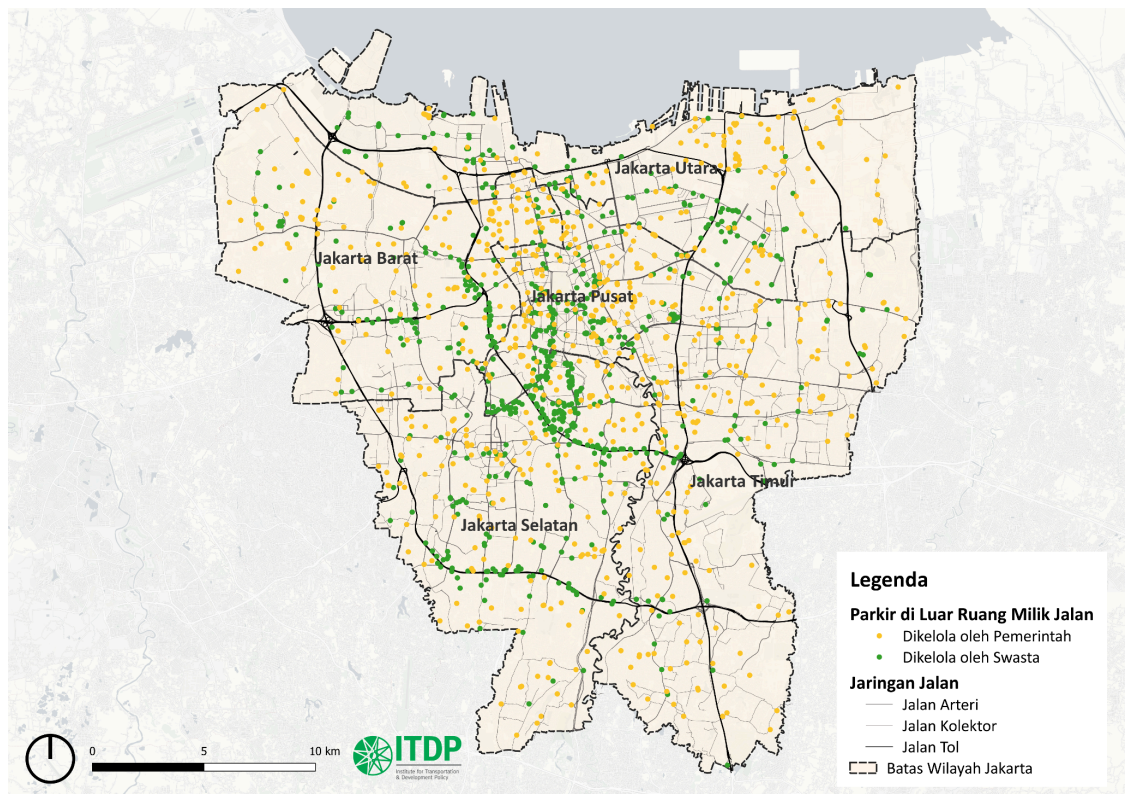 Jakarta Utara
Jakarta Barat
Jakarta Pusat
Jakarta Timur
Jakarta Selatan
Legenda
Parkir di Luar Ruang Milik Jalan
Dikelola oleh Pemerintah
Dikelola oleh Swasta
Jaringan Jalan
Jalan Arteri
Jalan Kolektor
Jalan Tol
Batas Wilayah Jakarta
0 5 10 km
ITDP
Institute for Transportation
& Development Policy